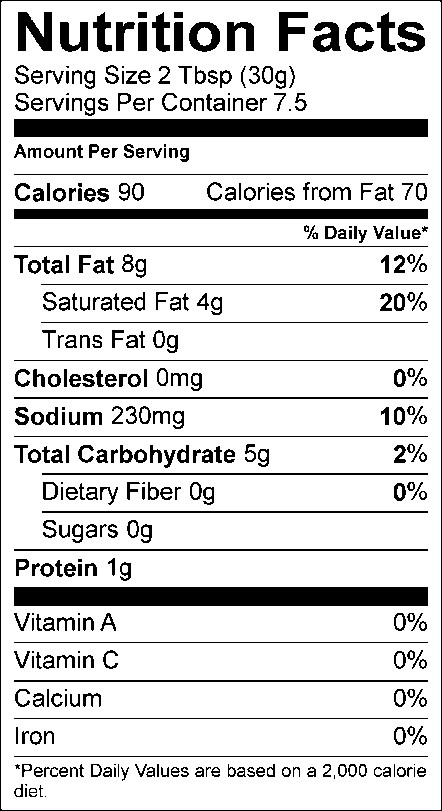 Nutrition Facts
Serving Size 2 Tbsp (30g)
Servings Per Container 7.5
Amount Per Serving
Calories 90 Calories from Fat 70
% Daily Value*
Total Fat 8g 12%
Saturated Fat 4g 20%
Trans Fat 0g
Cholesterol 0mg 0%
Sodium 230mg 10%
Total Carbohydrate 5g 2%
Dietary Fiber 0g 0%
Sugars 0g
Protein 1g
Vitamin A 0%
Vitamin C 0%
Calcium 0%
Iron 0%
*Percent Daily Values are based on a 2,000 calorie
diet.